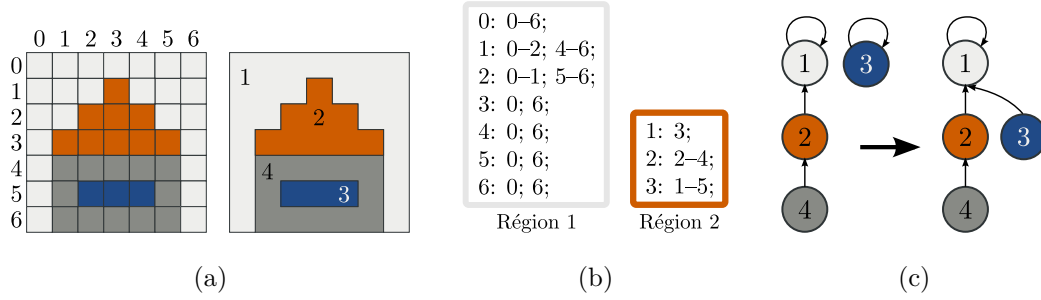 0 1 2 3 4 5 6
0
1
2
3
4
5
6
1
2
4
3
(a)
0: 0–6;
1: 0–2; 4–6;
2: 0–1; 5–6;
3: 0; 6;
4: 0; 6;
5: 0; 6;
6: 0; 6;
Région 1
1: 3;
2: 2–4;
3: 1–5;
Région 2
(b)
1 3
2
4
1
2 3
4
(c)